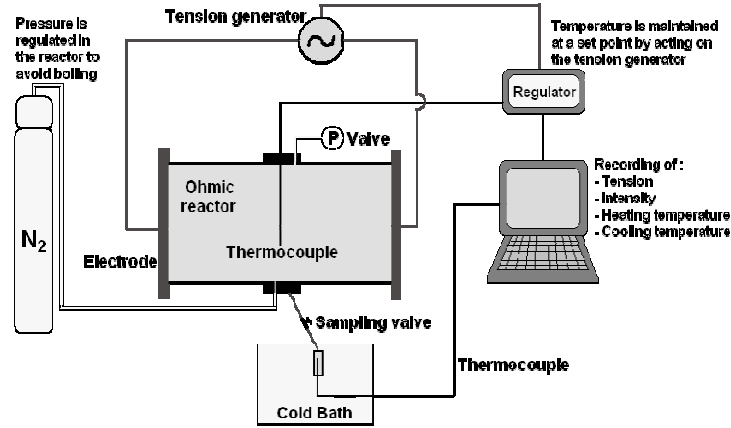 Pressure is
regulated in
the reactor to
avoid boiling
Tension generator
Temperature is maintained
at a set point by acting on
the tension generator
Regulator
P Valve
Ohmic
reactor
Recording of :
- Tension
- Intensity
- Heating temperature
- Cooling temperature
N2
Electrode
Thermocouple
Sampling valve
Thermocouple
Cold Bath